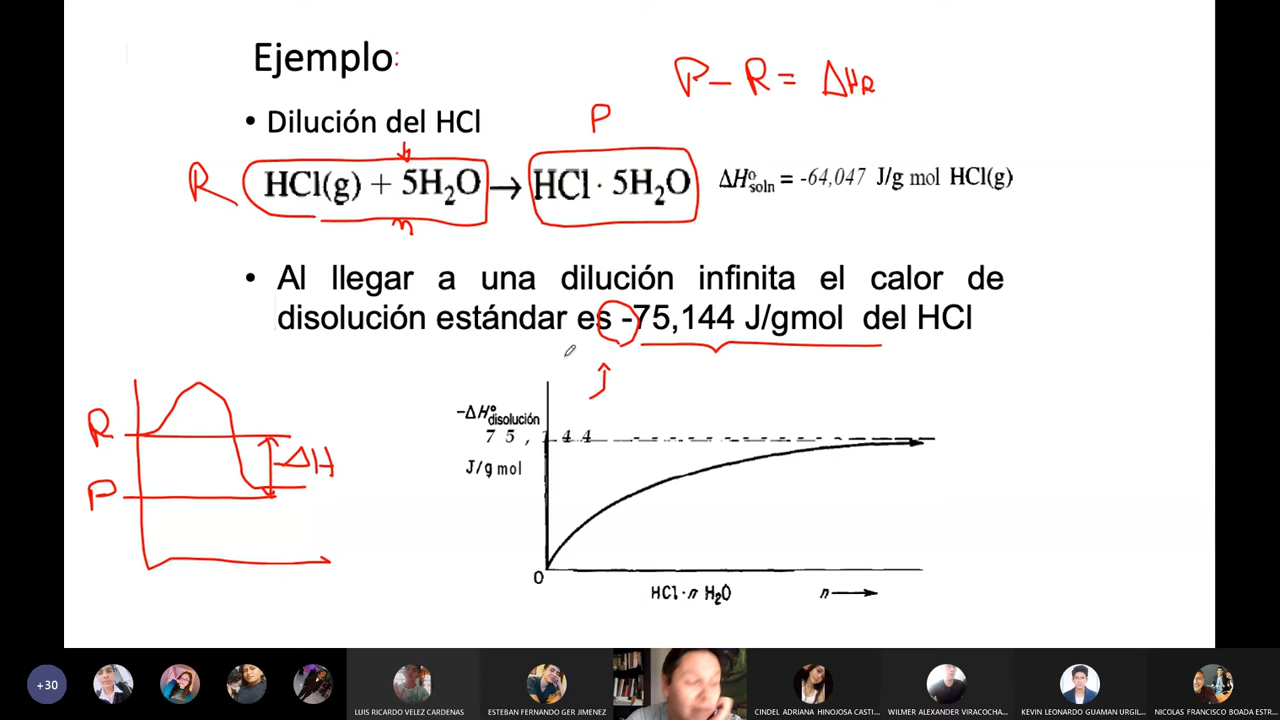 Ejemplo:
P - R = ΔHR
• Dilución del HCl
P
R
HCl(g) + 5H₂O → HCl · 5H₂O
ΔH°soln = -64,047 J/g mol HCl(g)
n
• Al llegar a una dilución infinita el calor de
disolución estándar es -75,144 J/gmol del HCl
-ΔH°disolución
75,144
J/g mol
R
-ΔH
P
0
HCl·n H₂O
n →
+30
LUIS RICARDO VELEZ CARDENAS
ESTEBAN FERNANDO GER JIMENEZ
CINDEL ADRIANA HINOJOSA CASTI...
WILMER ALEXANDER VIRACOCHA...
KEVIN LEONARDO GUAMAN URGIL...
NICOLAS FRANCISCO BOADA ESTR...